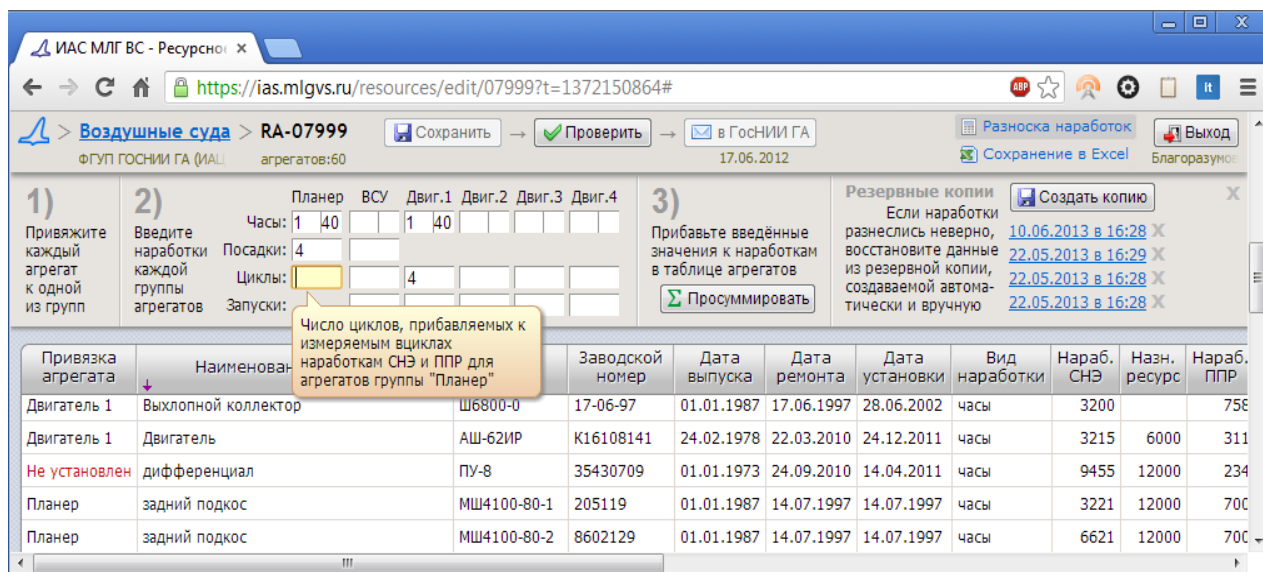 ИАС МЛГ ВС - Ресурсно
https://ias.mlgvs.ru/resources/edit/07999?t=1372150864#
ABP
lt
> Воздушные суда > RA-07999
ФГУП ГОСНИИ ГА (ИАЦ
агрегатов:60
Сохранить → Проверить → в ГосНИИ ГА
17.06.2012
Разноска наработок
Сохранение в Excel
Выход
Благоразумо
1)
Привяжите
каждый
агрегат
к одной
из групп
2)
Введите
наработки
каждой
группы
агрегатов
Планер ВСУ Двиг.1 Двиг.2 Двиг.3 Двиг.4
Часы: 1 40 1 40
Посадки: 4
Циклы: 4
Запуски:
Число циклов, прибавляемых к
измеряемым вциклах
наработкам СНЭ и ППР для
агрегатов группы "Планер"
3)
Прибавьте введённые
значения к наработкам
в таблице агрегатов
Просуммировать
Резервные копии
Если наработки
разнеслись неверно,
восстановите данные
из резервной копии,
создаваемой автома-
тически и вручную
Создать копию
X
10.06.2013 в 16:28 X
22.05.2013 в 16:29 X
22.05.2013 в 16:28 X
22.05.2013 в 16:28 X
Привязка агрегата Наименован Заводской номер Дата выпуска Дата ремонта Дата установки Вид наработки Нараб. СНЭ Назн. ресурс Нараб. ППР
Двигатель 1 Выхлопной коллектор Ш6800-0 17-06-97 01.01.1987 17.06.1997 28.06.2002 часы 3200 758
Двигатель 1 Двигатель АШ-62ИР К16108141 24.02.1978 22.03.2010 24.12.2011 часы 3215 6000 311
Не установлен дифференциал ПУ-8 35430709 01.01.1973 24.09.2010 14.04.2011 часы 9455 12000 234
Планер задний подкос МШ4100-80-1 205119 01.01.1987 14.07.1997 14.07.1997 часы 3221 12000 700
Планер задний подкос МШ4100-80-2 8602129 01.01.1987 14.07.1997 14.07.1997 часы 6621 12000 700